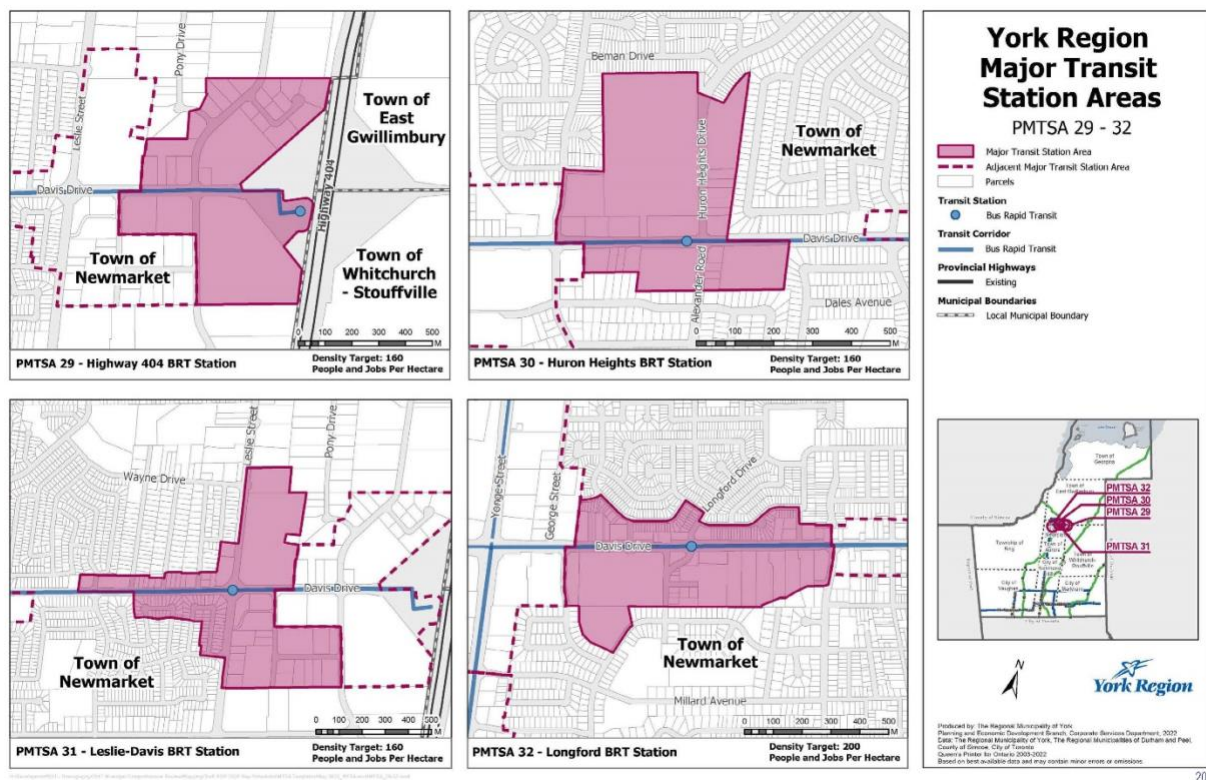 Beman Drive
Pony Drive
Leslie Street
Town of
East
Gwillimbury
Davis Drive
Highway 404
Town of
Newmarket
Town of
Whitchurch
- Stouffville
0 100 200 300 400 500
M
PMTSA 29 - Highway 404 BRT Station
Density Target: 160
People and Jobs Per Hectare
Town of
Newmarket
Huron Heights Drive
Davis Drive
Alexander Road
Dales Avenue
0 100 200 300 400 500
M
PMTSA 30 - Huron Heights BRT Station
Density Target: 160
People and Jobs Per Hectare
York Region
Major Transit
Station Areas
PMTSA 29 - 32
Major Transit Station Area
Adjacent Major Transit Station Area
Parcels
Transit Station
Bus Rapid Transit
Transit Corridor
Bus Rapid Transit
Provincial Highways
Existing
Municipal Boundaries
Local Municipal Boundary
Leslie Street
Pony Drive
Wayne Drive
Davis Drive
Town of
Newmarket
0 100 200 300 400 500
M
PMTSA 31 - Leslie-Davis BRT Station
Density Target: 160
People and Jobs Per Hectare
Yonge Street
George Street
Longford Drive
Davis Drive
Town of
Newmarket
Millard Avenue
0 100 200 300 400 500
M
PMTSA 32 - Longford BRT Station
Density Target: 200
People and Jobs Per Hectare
Town of
Georgina
PMTSA 32
PMTSA 30
PMTSA 29
PMTSA 31
Township of
King
N
York Region
Produced by: The Regional Municipality of York
Planning and Economic Development Branch, Corporate Services Department, 2022
Data: The Regional Municipality of York, The Regional Municipalities of Durham and Peel,
County of Simcoe, City of Toronto
Queen's Printer for Ontario 2003-2022
Based on best available data and may contain minor errors or omissions.
20